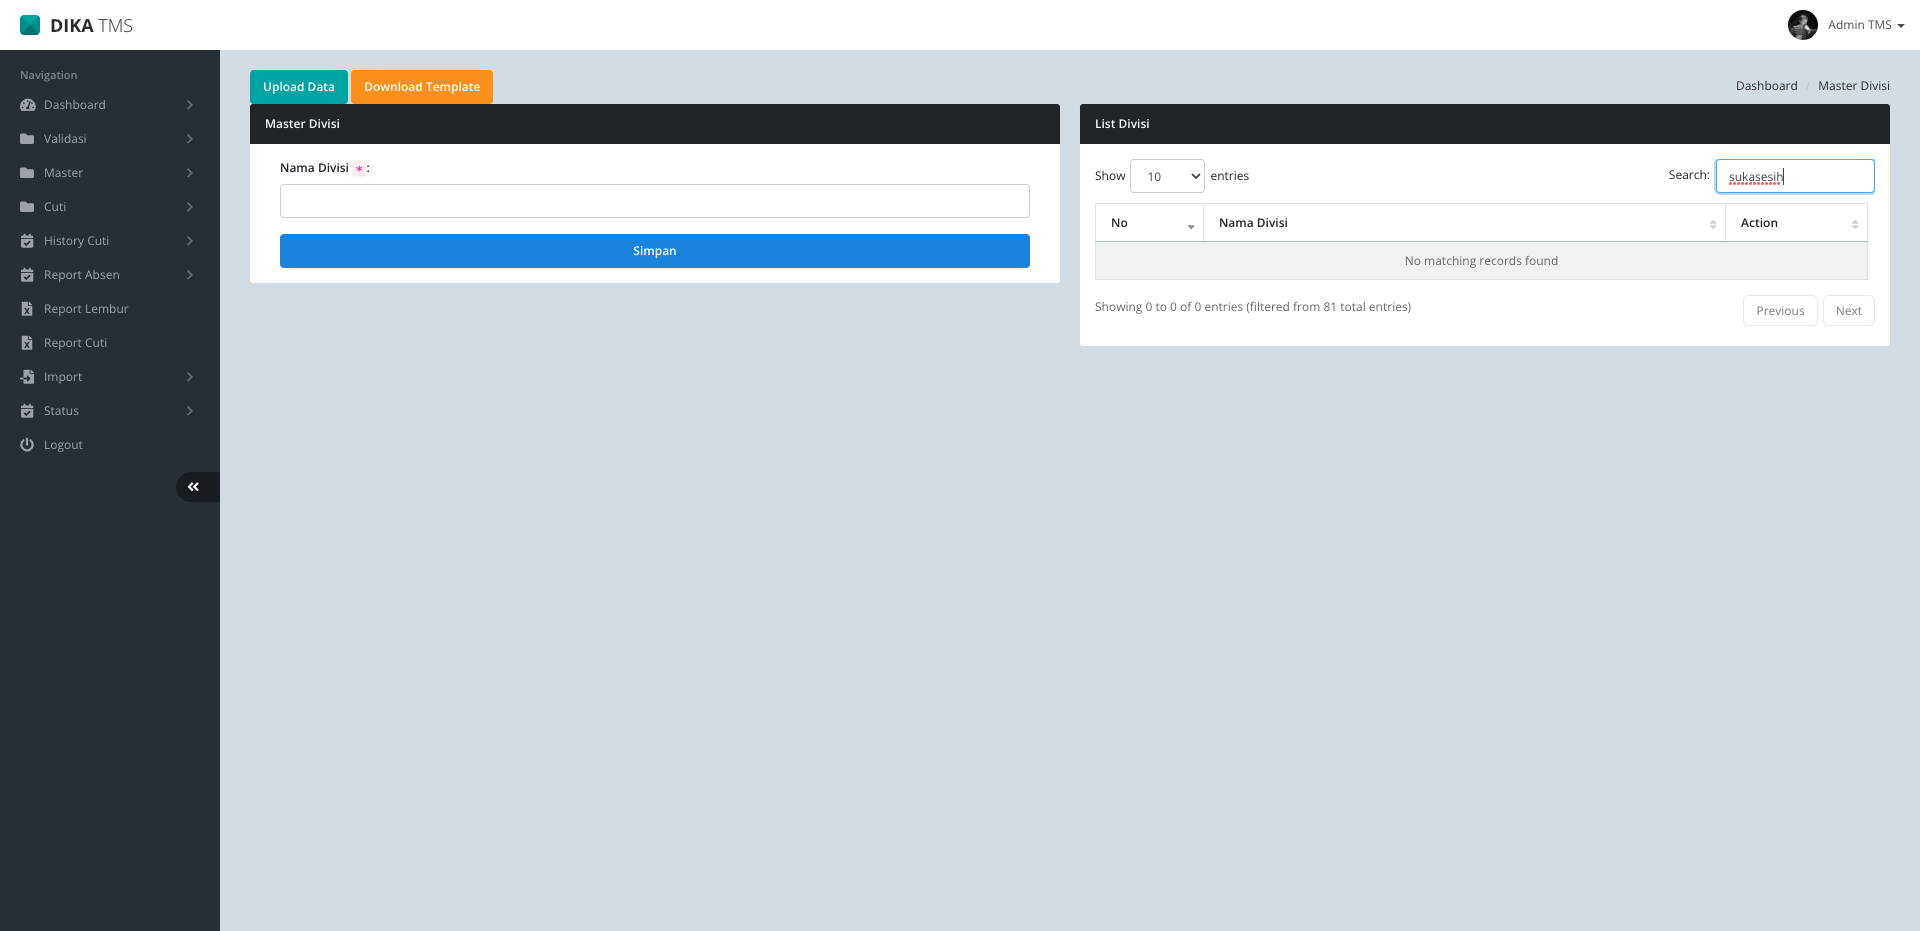 DIKA TMS
Admin TMS
Navigation
Dashboard
Validasi
Master
Cuti
History Cuti
Report Absen
Report Lembur
Report Cuti
Import
Status
Logout
Upload Data
Download Template
Dashboard / Master Divisi
Master Divisi
Nama Divisi * :
Simpan
List Divisi
Show 10 entries
Search: sukasesih
No
Nama Divisi
Action
No matching records found
Showing 0 to 0 of 0 entries (filtered from 81 total entries)
Previous
Next